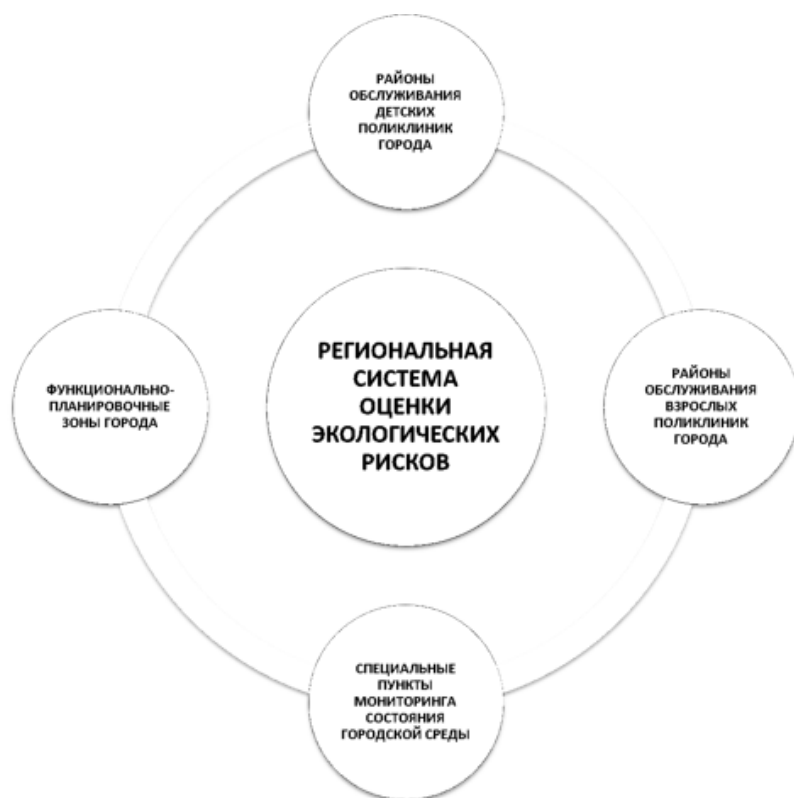 РАЙОНЫ
ОБСЛУЖИВАНИЯ
ДЕТСКИХ
ПОЛИКЛИНИК
ГОРОДА
РЕГИОНАЛЬНАЯ
СИСТЕМА
ОЦЕНКИ
ЭКОЛОГИЧЕСКИХ
РИСКОВ
ФУНКЦИОНАЛЬНО-
ПЛАНИРОВОЧНЫЕ
ЗОНЫ ГОРОДА
РАЙОНЫ
ОБСЛУЖИВАНИЯ
ВЗРОСЛЫХ
ПОЛИКЛИНИК
ГОРОДА
СПЕЦИАЛЬНЫЕ
ПУНКТЫ
МОНИТОРИНГА
СОСТОЯНИЯ
ГОРОДСКОЙ СРЕДЫ